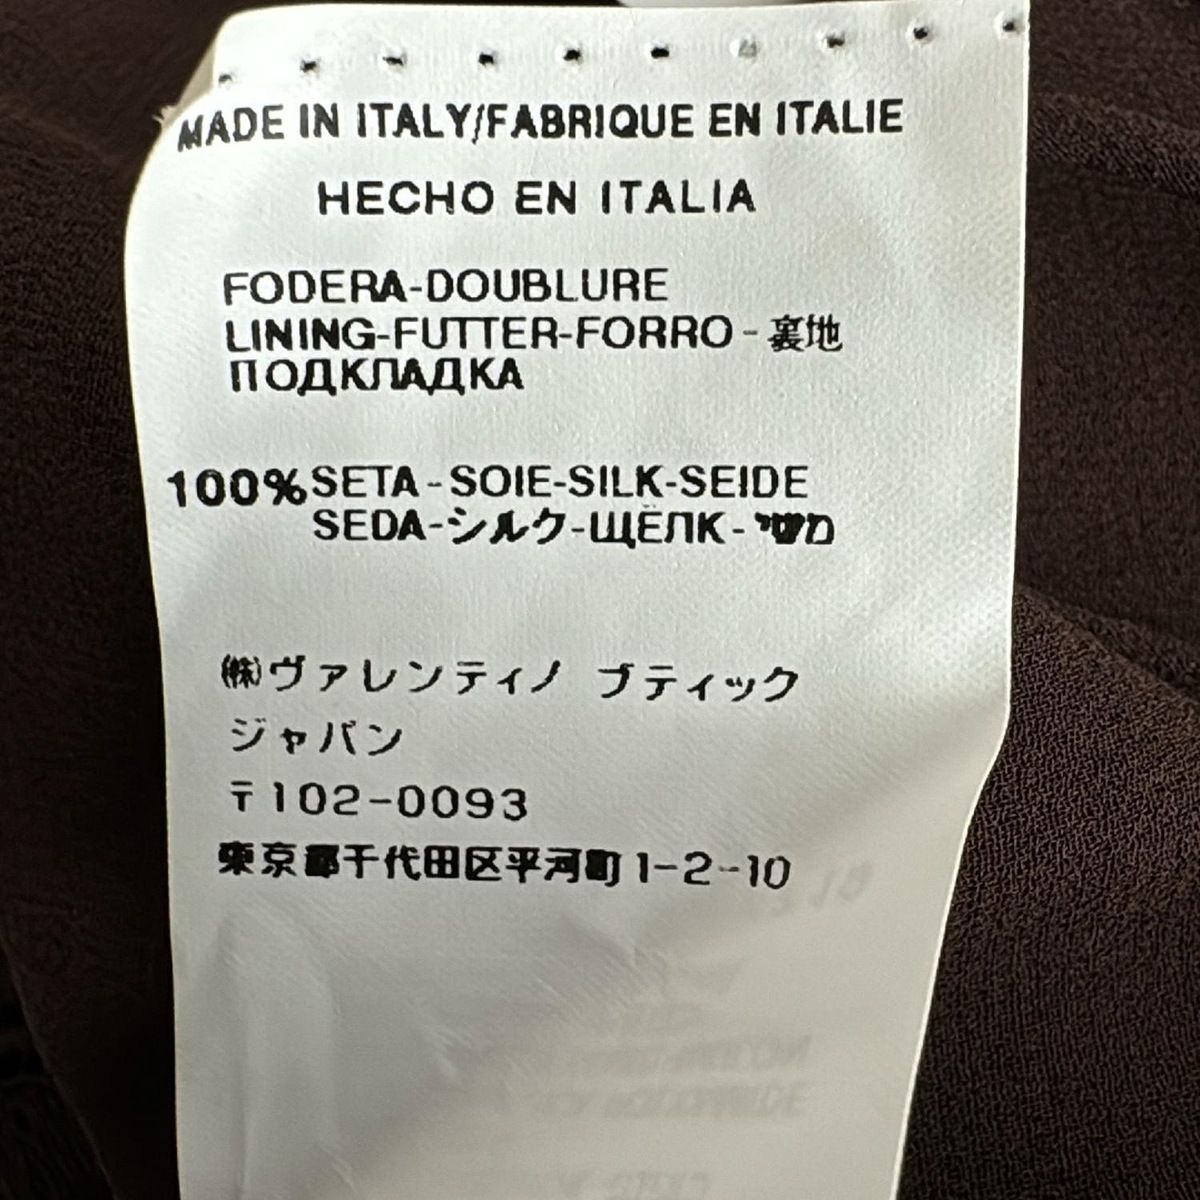 MADE IN ITALY/FABRIQUE EN ITALIE
HECHO EN ITALIA
FODERA-DOUBLURE
LINING-FUTTER-FORRO-裏地
ПОДКЛАДКА
100% SETA-SOIE-SILK-SEIDE
SEDA-シルク-ЩЁЛК-משי
㈱ヴァレンティノ ブティック
ジャパン
〒102-0093
東京都千代田区平河町1-2-10